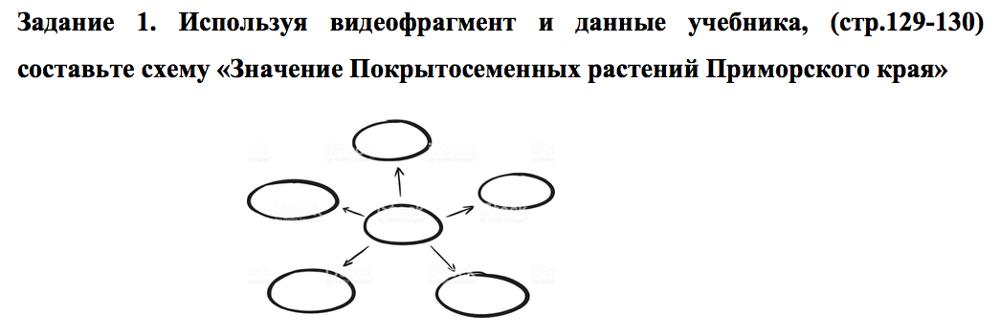 Задание 1. Используя видеофрагмент и данные учебника, (стр.129-130)
составьте схему «Значение Покрытосеменных растений Приморского края»